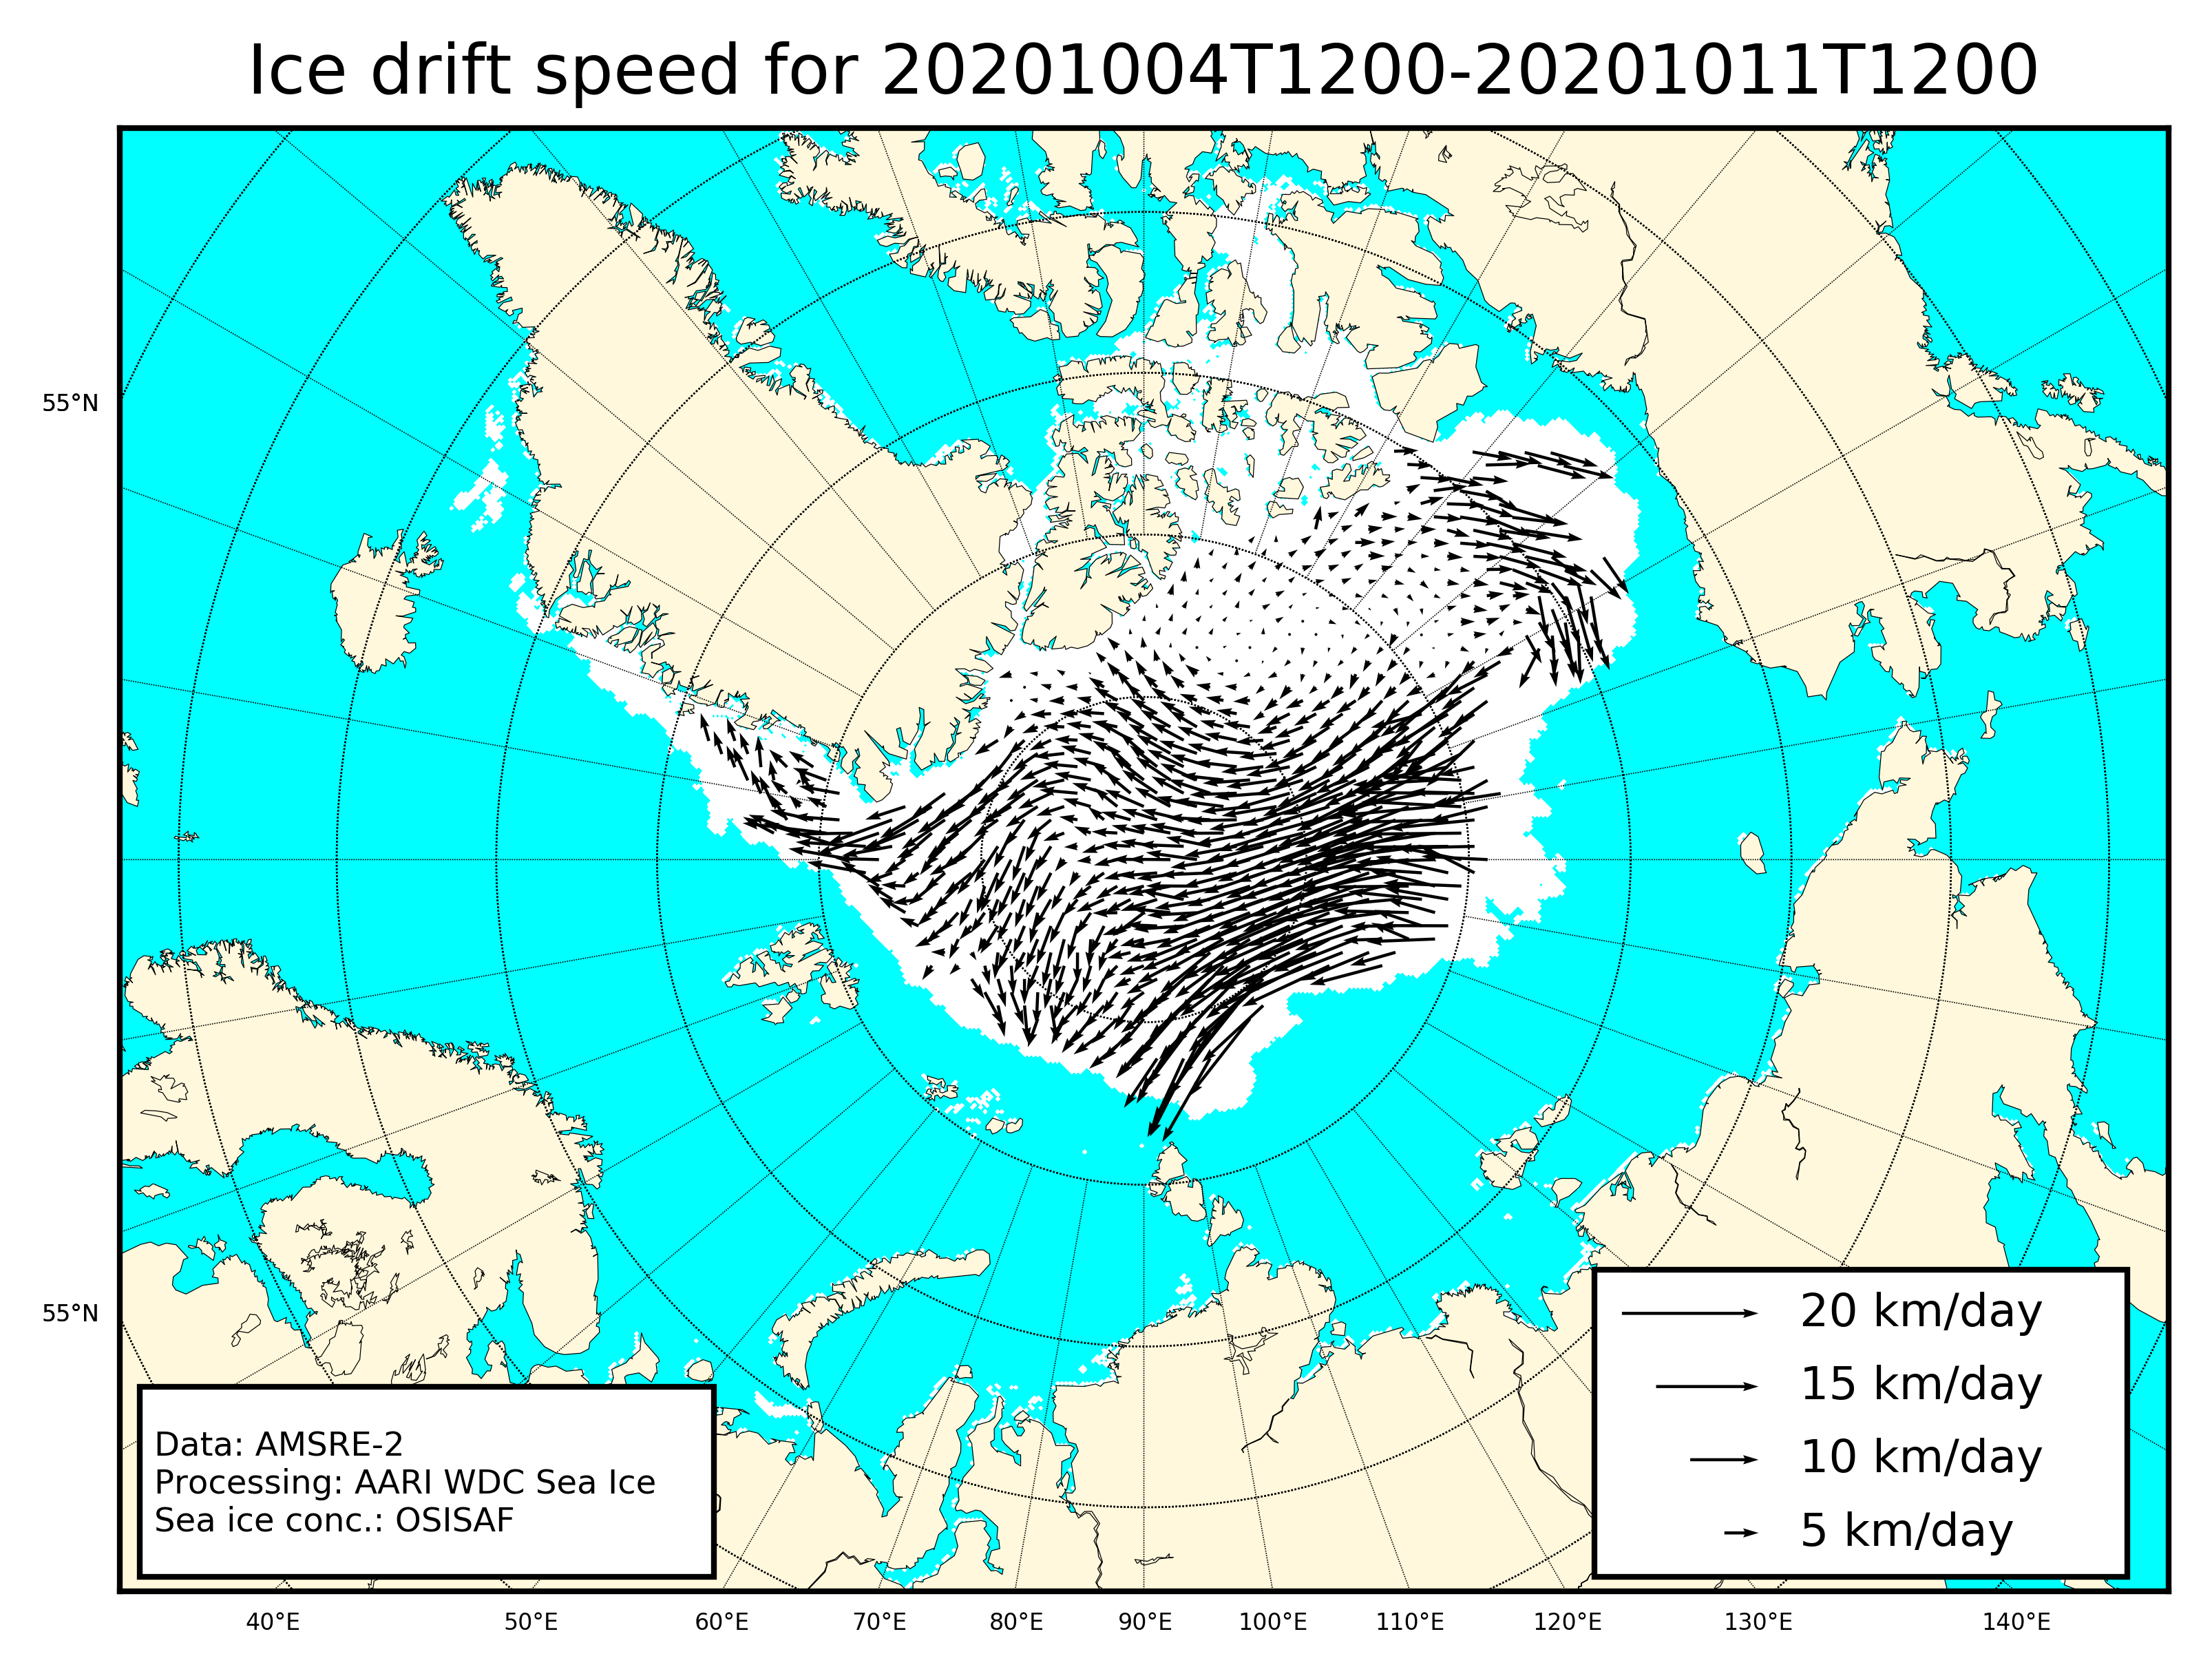 Ice drift speed for 20201004T1200-20201011T1200
55°N
55°N
20 km/day
15 km/day
10 km/day
5 km/day
Data: AMSRE-2
Processing: AARI WDC Sea Ice
Sea ice conc.: OSISAF
40°E 50°E 60°E 70°E 80°E 90°E 100°E 110°E 120°E 130°E 140°E